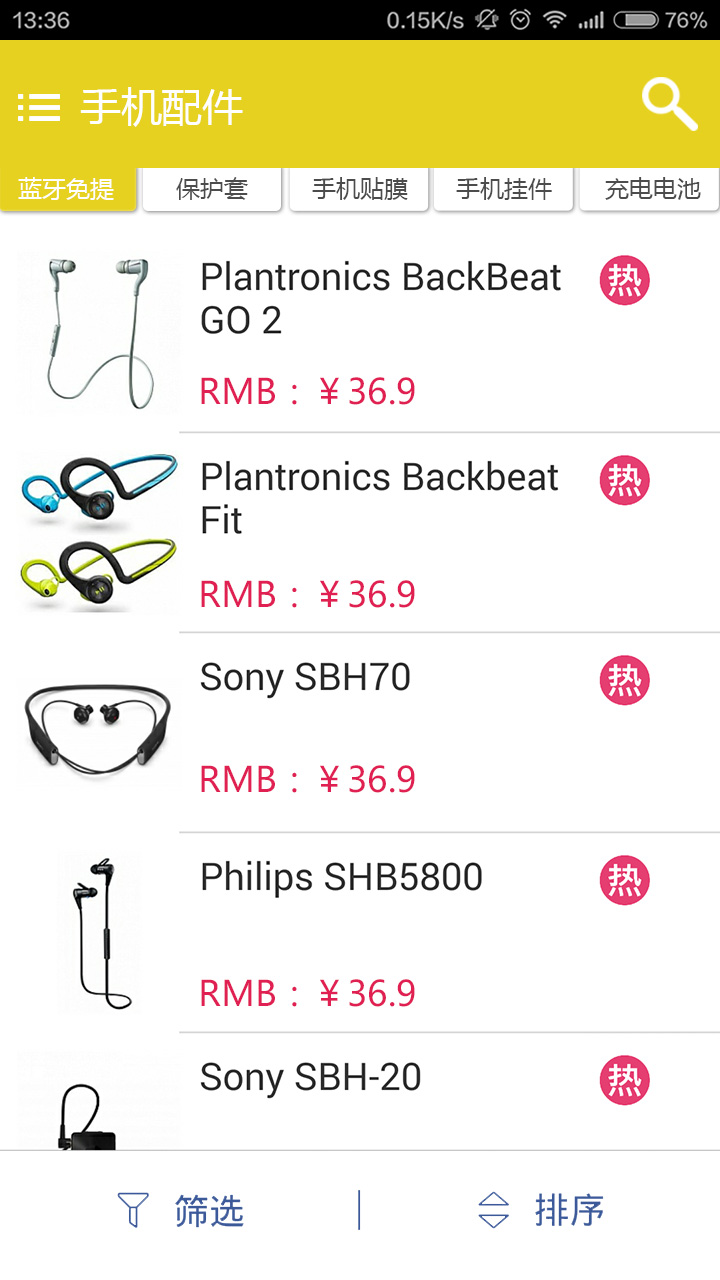 13:36 0.15K/s 76%
手机配件
蓝牙免提 保护套 手机贴膜 手机挂件 充电电池
Plantronics BackBeat 热
GO 2
RMB：￥36.9
Plantronics Backbeat 热
Fit
RMB：￥36.9
Sony SBH70 热
RMB：￥36.9
Philips SHB5800 热
RMB：￥36.9
Sony SBH-20 热
筛选 排序